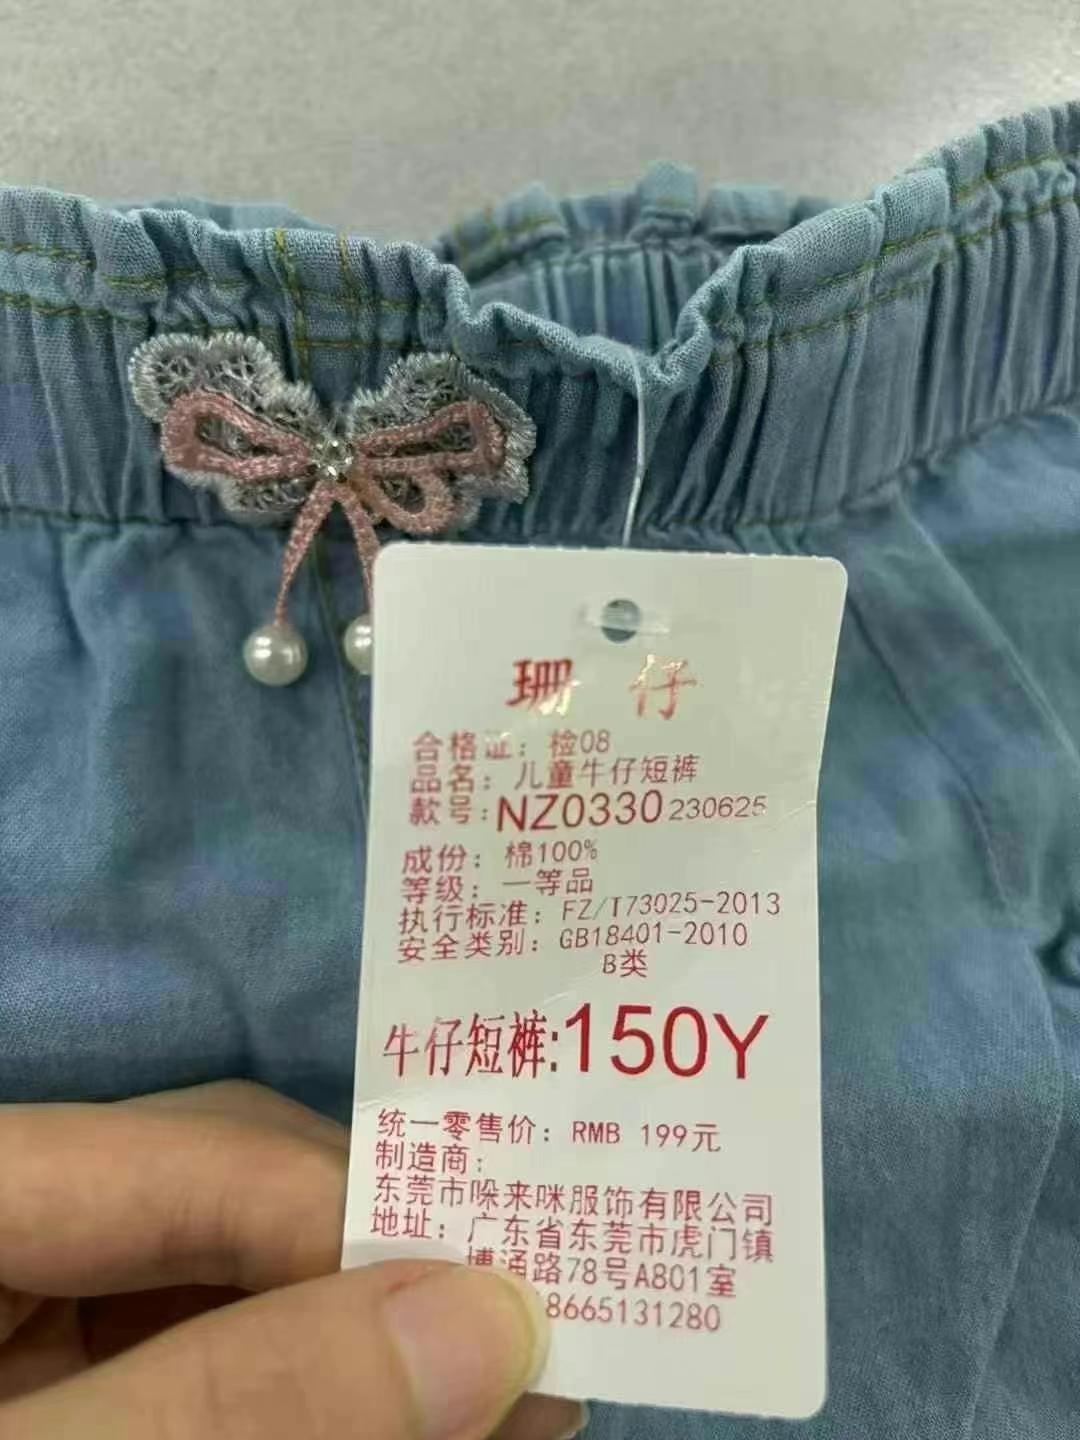 珊仔
合格证：检08
品名：儿童牛仔短裤
款号：NZ0330 230625
成份：棉100%
等级：一等品
执行标准：FZ/T73025-2013
安全类别：GB18401-2010
B类
牛仔短裤:150Y
统一零售价：RMB 199元
制造商：
东莞市哚来咪服饰有限公司
地址：广东省东莞市虎门镇
博涌路78号A801室
8665131280